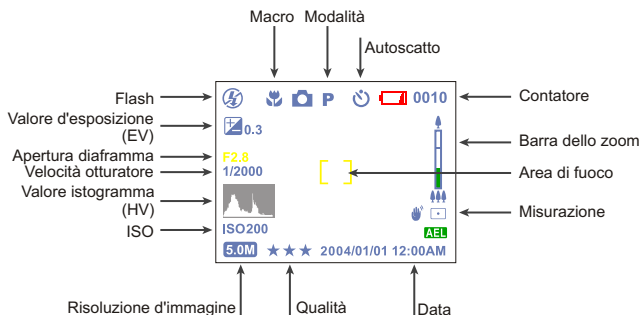 Macro Modalità
Autoscatto
Flash
P
0010
Contatore
Valore d'esposizione
(EV)
0.3
Barra dello zoom
Apertura diaframma
F2.8
Velocità otturatore
1/2000
Area di fuoco
Valore istogramma
(HV)
Misurazione
ISO
ISO200
AEL
5.0M
2004/01/01 12:00AM
Risoluzione d'immagine
Qualità
Data